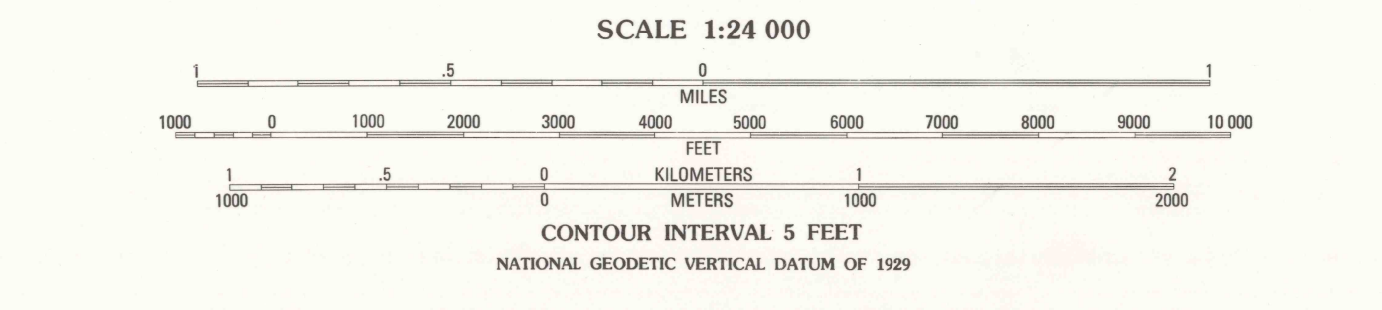 SCALE 1:24 000
1 .5 0 1
MILES
1000 0 1000 2000 3000 4000 5000 6000 7000 8000 9000 10 000
FEET
1 .5 0 KILOMETERS 1 2
1000 0 METERS 1000 2000
CONTOUR INTERVAL 5 FEET
NATIONAL GEODETIC VERTICAL DATUM OF 1929